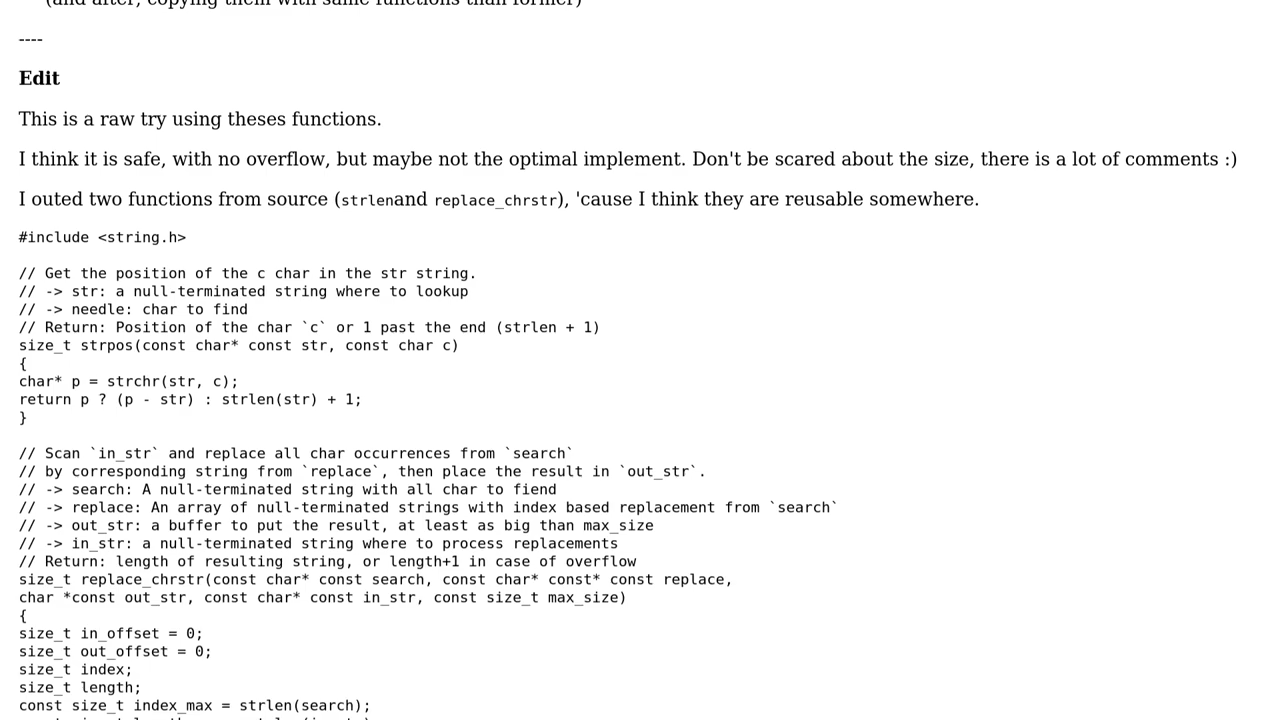 (and after, copying them with same functions than former)
----
Edit
This is a raw try using theses functions.
I think it is safe, with no overflow, but maybe not the optimal implement. Don't be scared about the size, there is a lot of comments :)
I outed two functions from source (strlenand replace_chrstr), 'cause I think they are reusable somewhere.
#include <string.h>
// Get the position of the c char in the str string.
// -> str: a null-terminated string where to lookup
// -> needle: char to find
// Return: Position of the char `c` or 1 past the end (strlen + 1)
size_t strpos(const char* const str, const char c)
{
char* p = strchr(str, c);
return p ? (p - str) : strlen(str) + 1;
}
// Scan `in_str` and replace all char occurrences from `search`
// by corresponding string from `replace`, then place the result in `out_str`.
// -> search: A null-terminated string with all char to fiend
// -> replace: An array of null-terminated strings with index based replacement from `search`
// -> out_str: a buffer to put the result, at least as big than max_size
// -> in_str: a null-terminated string where to process replacements
// Return: length of resulting string, or length+1 in case of overflow
size_t replace_chrstr(const char* const search, const char* const* const replace,
char *const out_str, const char* const in_str, const size_t max_size)
{
size_t in_offset = 0;
size_t out_offset = 0;
size_t index;
size_t length;
const size_t index_max = strlen(search);